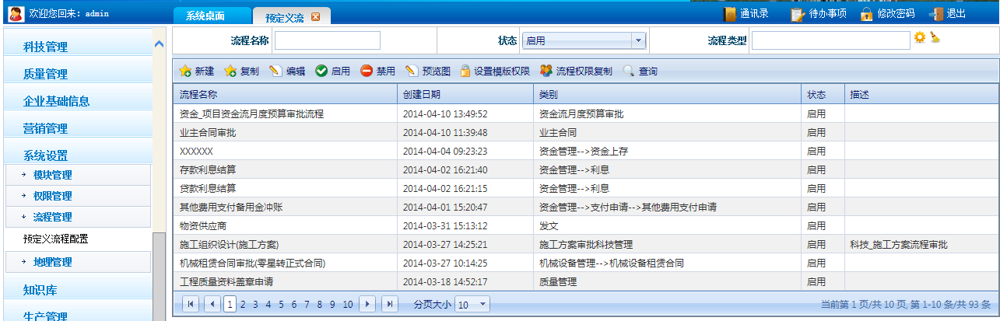 欢迎您回来: admin 系统桌面 预定义流 通讯录 待办事项 修改密码 退出
科技管理
质量管理
企业基础信息
营销管理
系统设置
模块管理
权限管理
流程管理
预定义流程配置
地理管理
知识库
生产管理
流程名称 状态 启用 流程类型
新建 复制 编辑 启用 禁用 预览图 设置模版权限 流程权限复制 查询
流程名称 创建日期 类别 状态 描述
资金_项目资金流月度预算审批流程 2014-04-10 13:49:52 资金流月度预算审批 启用
业主合同审批 2014-04-10 11:39:48 业主合同 启用
XXXXXX 2014-04-04 09:23:23 资金管理-->资金上存 启用
存款利息结算 2014-04-02 16:21:40 资金管理-->利息 启用
贷款利息结算 2014-04-02 16:21:15 资金管理-->利息 启用
其他费用支付备用金冲账 2014-04-01 15:20:47 资金管理-->支付申请-->其他费用支付申请 启用
物资供应商 2014-03-31 15:13:12 发文 启用
施工组织设计(施工方案) 2014-03-27 14:25:21 施工方案审批科技管理 启用 科技_施工方案流程审批
机械租赁合同审批(零星转正式合同) 2014-03-27 10:14:25 机械设备管理-->机械设备租赁合同 启用
工程质量资料盖章申请 2014-03-18 14:52:17 质量管理 启用
1 2 3 4 5 6 7 8 9 10 分页大小 10 当前第 1 页/共 10 页, 第 1-10 条/共 93 条